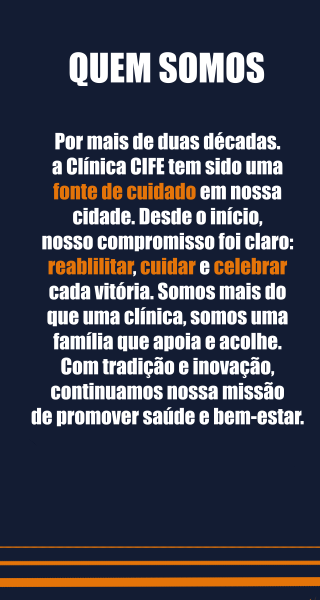 QUEM SOMOS
Por mais de duas décadas.
a Clínica CIFE tem sido uma
fonte de cuidado em nossa
cidade. Desde o início,
nosso compromisso foi claro:
reablilitar, cuidar e celebrar
cada vitória. Somos mais do
que uma clínica, somos uma
família que apoia e acolhe.
Com tradição e inovação,
continuamos nossa missão
de promover saúde e bem-estar.